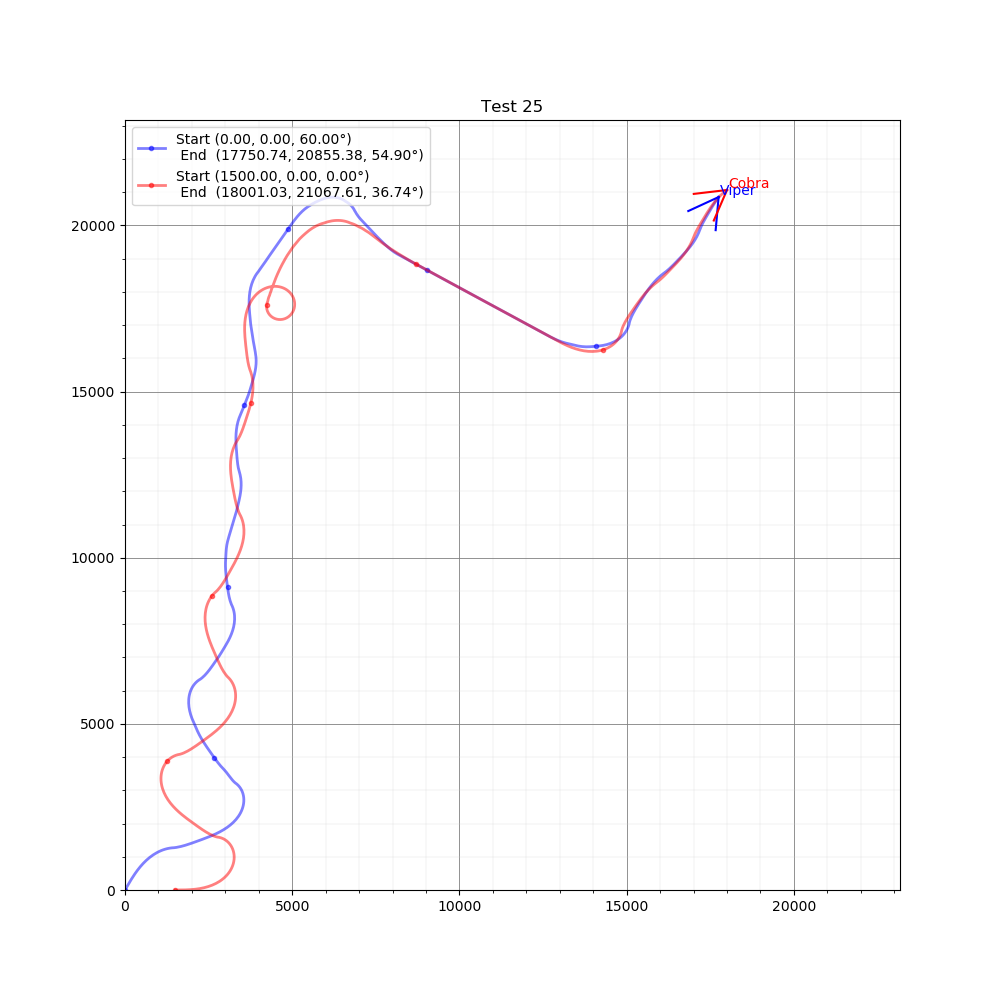 Test 25
Start (0.00, 0.00, 60.00°)
End (17750.74, 20855.38, 54.90°)
Start (1500.00, 0.00, 0.00°)
End (18001.03, 21067.61, 36.74°)
Cobra
Viper
20000
15000
10000
5000
0
0 5000 10000 15000 20000